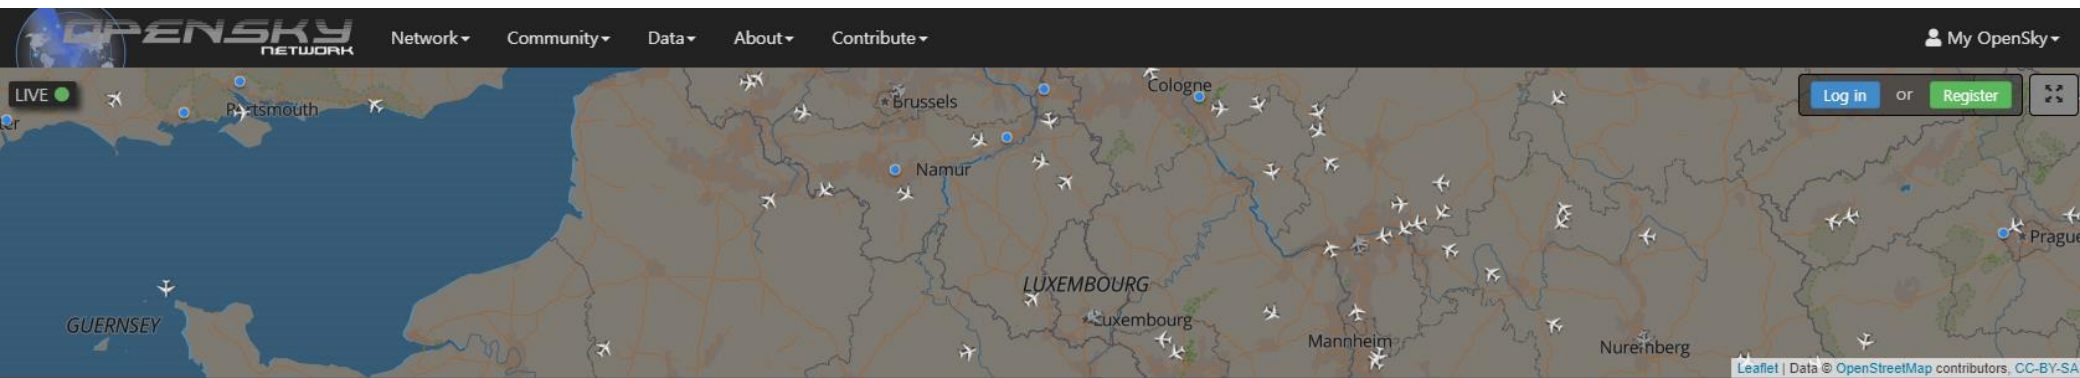 OPENSKY
NETWORK
Network
Community
Data
About
Contribute
My OpenSky
LIVE
Log in or Register
Portsmouth
Brussels
Cologne
Namur
Prague
LUXEMBOURG
GUERNSEY
Luxembourg
Mannheim
Nuremberg
Leaflet | Data © OpenStreetMap contributors, CC-BY-SA